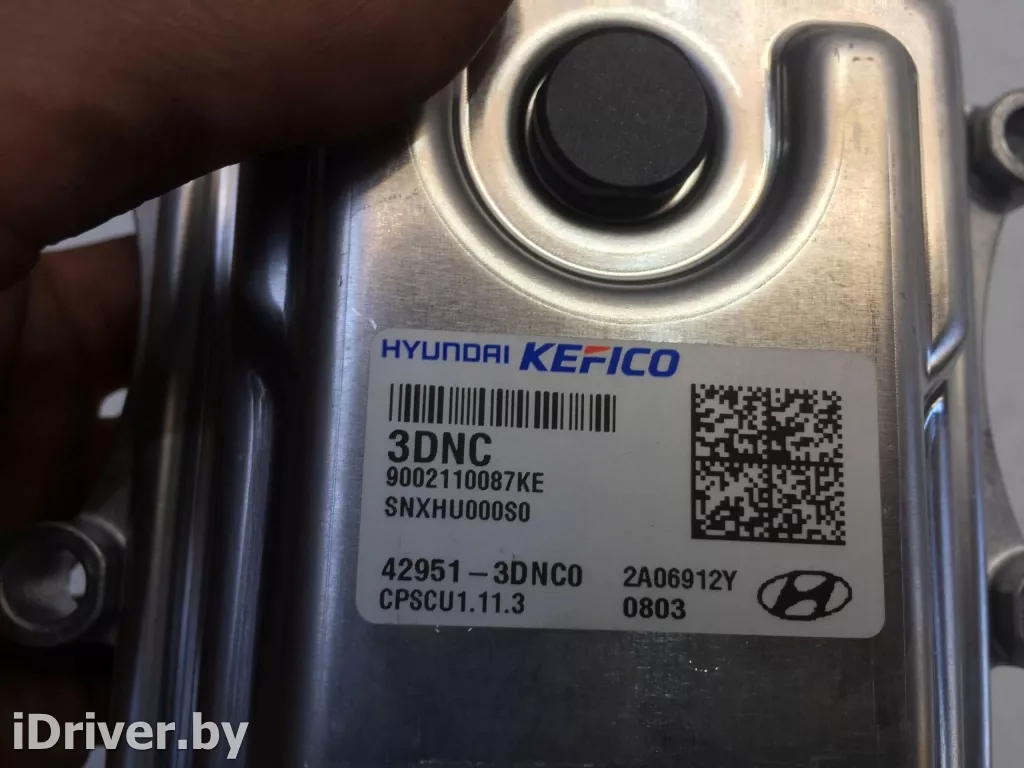 HYUNDAI KEFICO
3DNC
9002110087KE
SNXHU000S0
42951-3DNC0 2A06912Y
CPSCU1.11.3 0803
iDriver.by